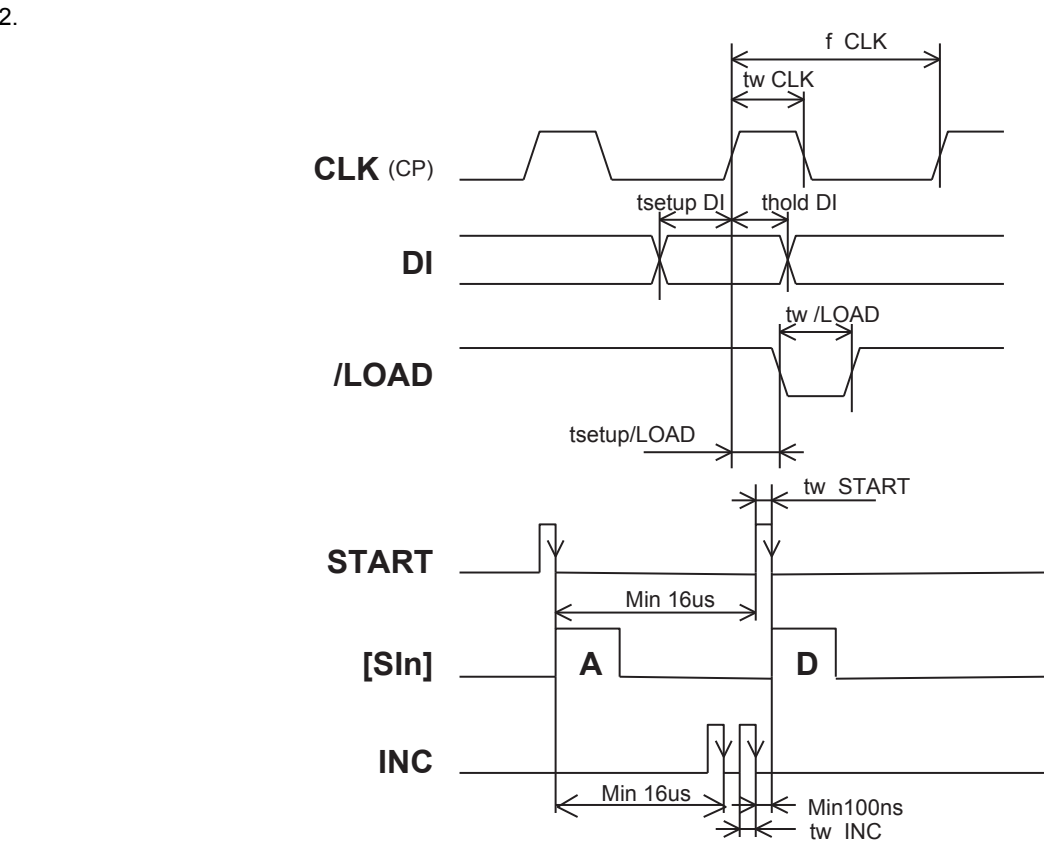 2.
f CLK
tw CLK
CLK (CP)
tsetup DI thold DI
DI
tw /LOAD
/LOAD
tsetup/LOAD
tw START
START
Min 16us
[SIn] A D
INC
Min 16us
Min100ns
tw INC